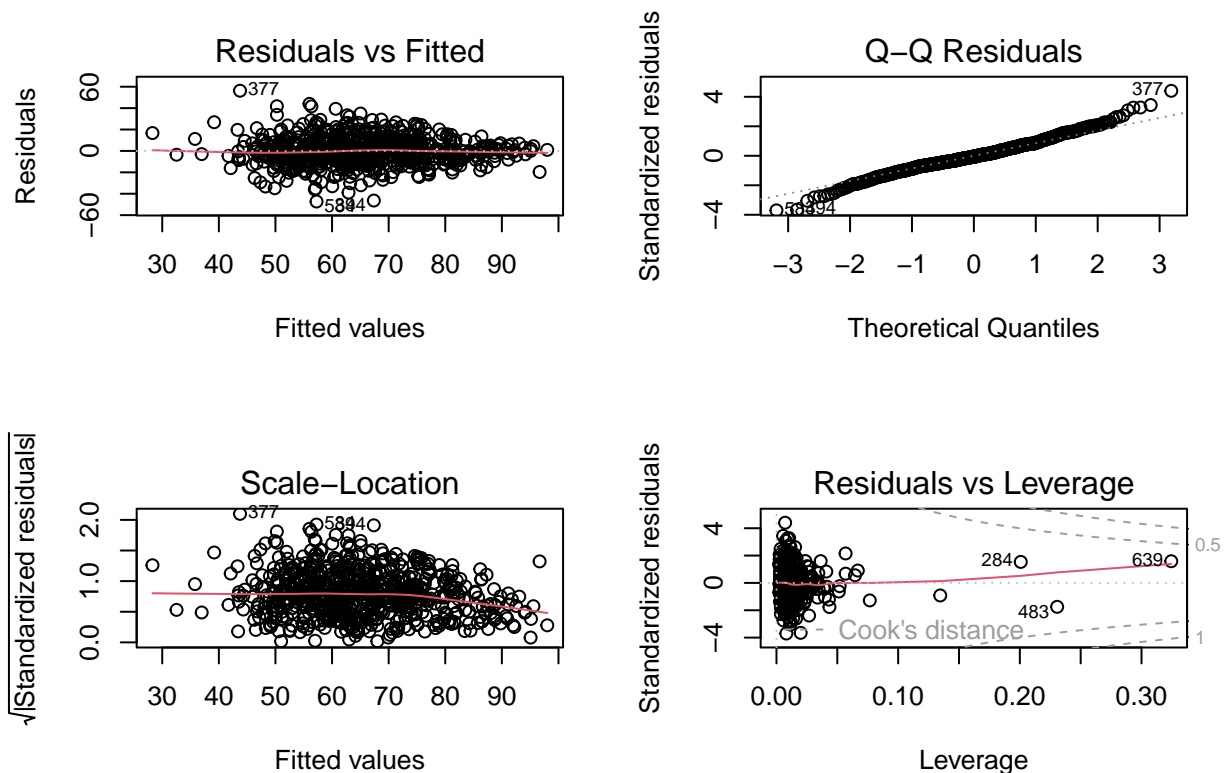 Residuals vs Fitted
Residuals
60
0
−60
377
30 40 50 60 70 80 90
Fitted values
Q−Q Residuals
Standardized residuals
4
0
−4
377
−3 −2 −1 0 1 2 3
Theoretical Quantiles
Scale−Location
√|Standardized residuals|
2.0
1.0
0.0
377
30 40 50 60 70 80 90
Fitted values
Residuals vs Leverage
Standardized residuals
4
0
−4
284
639
483
Cook's distance
0.5
1
0.00 0.10 0.20 0.30
Leverage